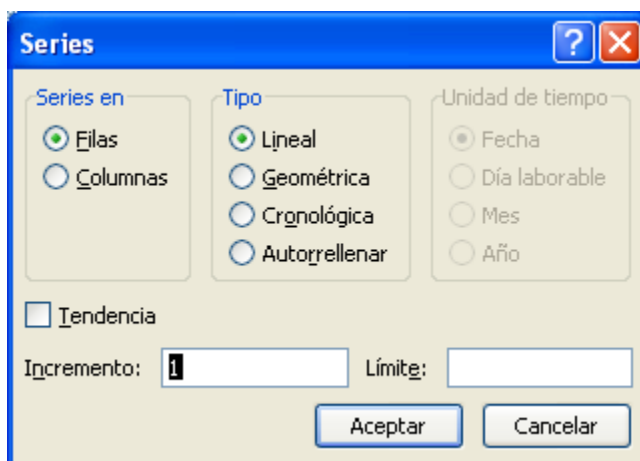 Series
Series en
Filas
Columnas
Tipo
Lineal
Geométrica
Cronológica
Autorrellenar
Unidad de tiempo
Fecha
Día laborable
Mes
Año
Tendencia
Incremento: 1
Límite:
Aceptar
Cancelar